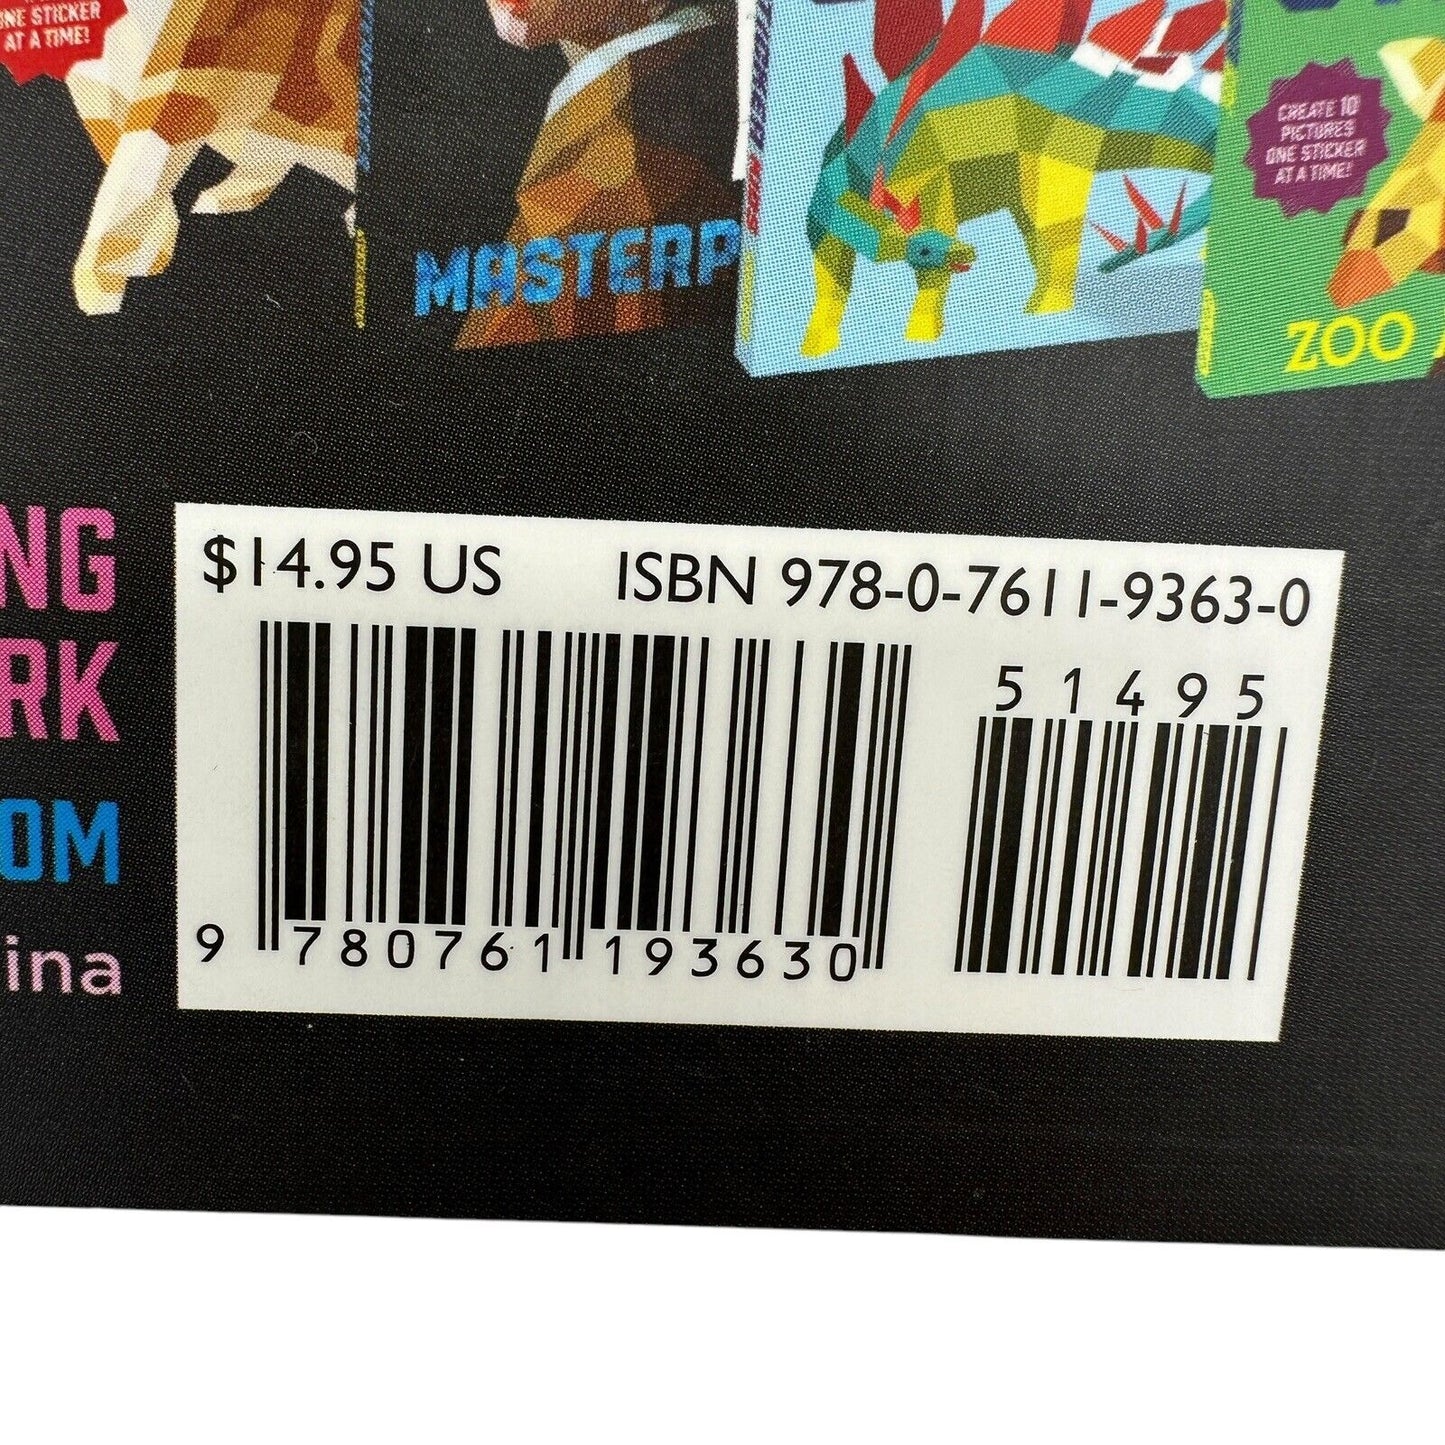 ONE STICKER
AT A TIME!
MASTERP
CREATE 10
PICTURES
ONE STICKER
AT A TIME!
ZOO
NG
RK
OM
ina
$14.95 US ISBN 978-0-7611-9363-0
51495
9 780761 193630